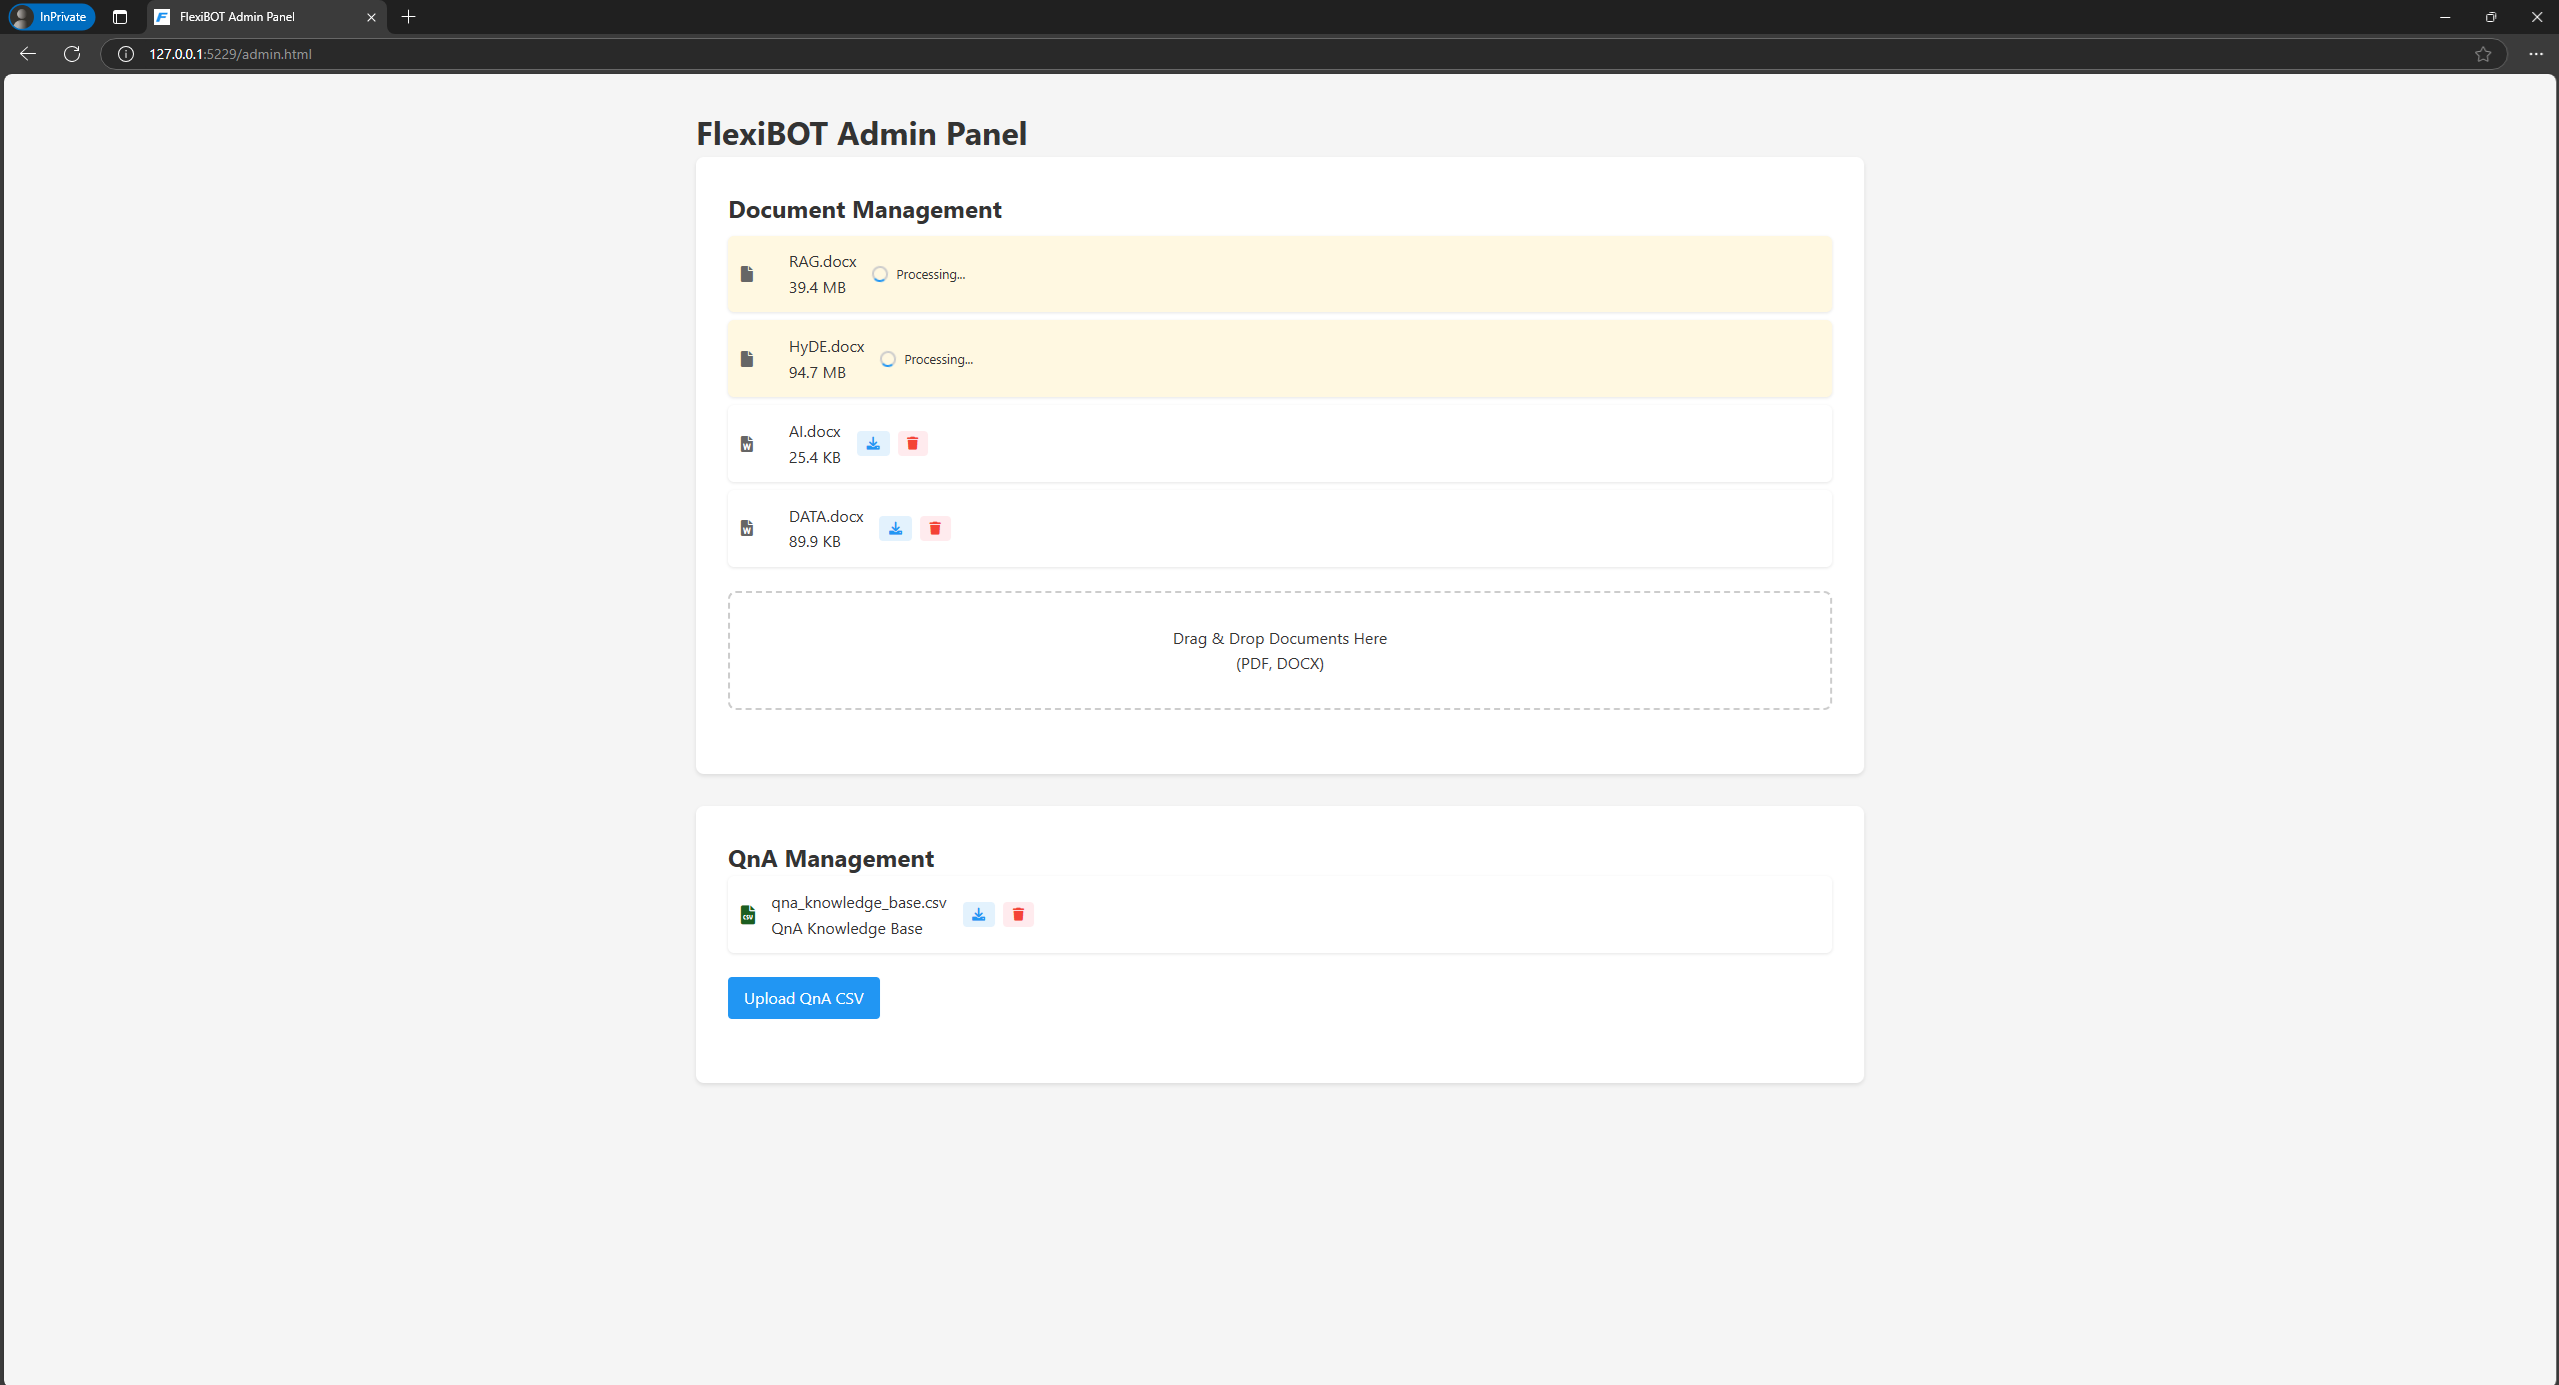 InPrivate
FlexiBOT Admin Panel
127.0.0.1:5229/admin.html
FlexiBOT Admin Panel
Document Management
RAG.docx
39.4 MB
Processing...
HyDE.docx
94.7 MB
Processing...
W
AI.docx
25.4 KB
W
DATA.docx
89.9 KB
Drag & Drop Documents Here
(PDF, DOCX)
QnA Management
CSV
qna_knowledge_base.csv
QnA Knowledge Base
Upload QnA CSV